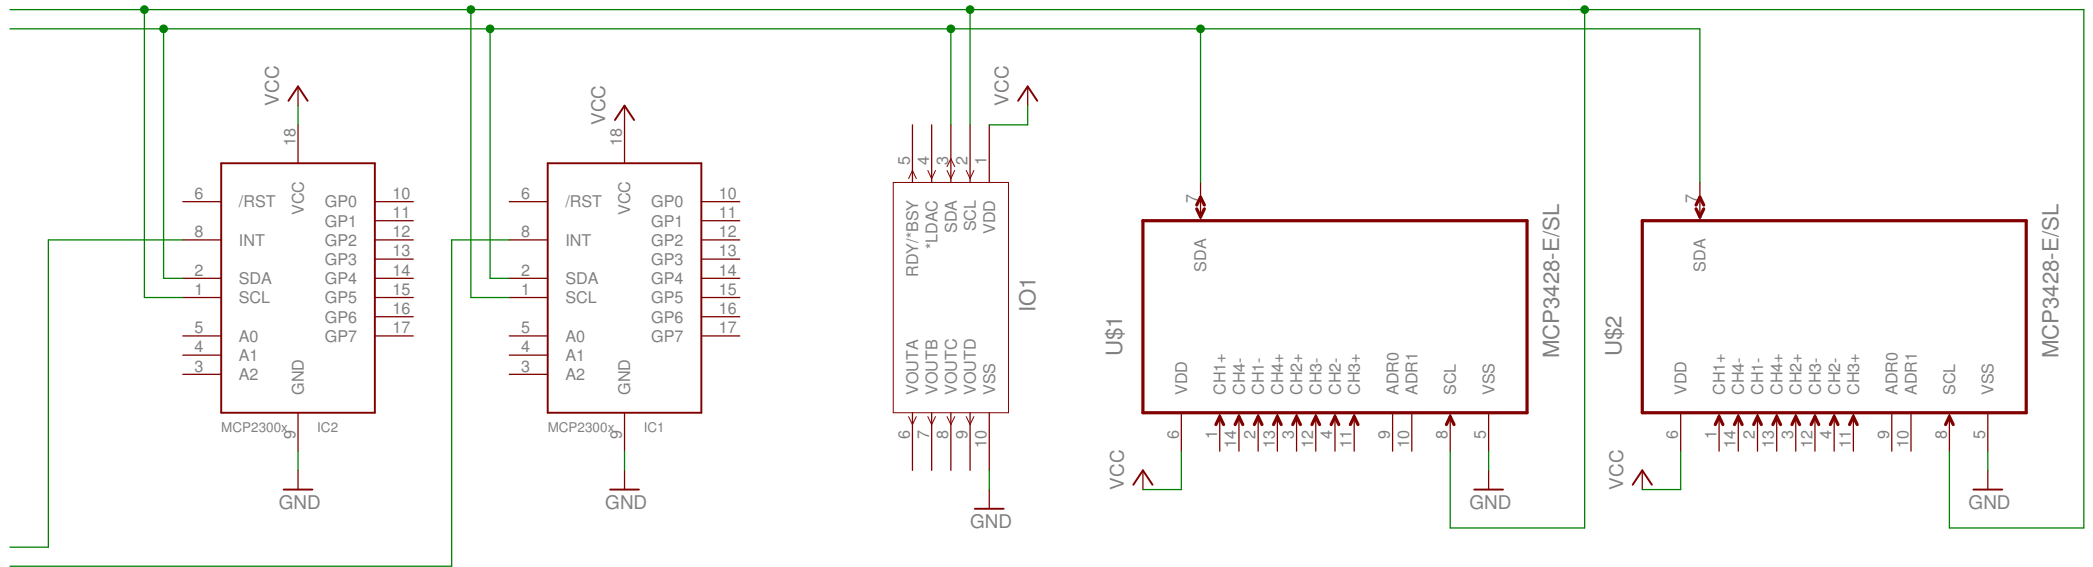 VCC
18
6 /RST VCC GP0 10
GP1 11
8 INT GP2 12
GP3 13
2 SDA GP4 14
1 SCL GP5 15
GP6 16
5 A0 GP7 17
4 A1
3 A2
GND
MCP2300x 9 IC2
GND
VCC
18
6 /RST VCC GP0 10
GP1 11
8 INT GP2 12
GP3 13
2 SDA GP4 14
1 SCL GP5 15
GP6 16
5 A0 GP7 17
4 A1
3 A2
GND
MCP2300x 9 IC1
GND
VCC
5 4 3 2 1
RDY/*BSY *LDAC SDA SCL VDD
IO1
VOUTA VOUTB VOUTC VOUTD VSS
6 7 8 9 10
GND
7
SDA
MCP3428-E/SL
U$1
VDD CH1+ CH4- CH1- CH4+ CH2+ CH3- CH2- CH3+ ADR0 ADR1 SCL VSS
6 1 14 2 13 3 12 4 11 9 10 8 5
VCC
GND
7
SDA
MCP3428-E/SL
U$2
VDD CH1+ CH4- CH1- CH4+ CH2+ CH3- CH2- CH3+ ADR0 ADR1 SCL VSS
6 1 14 2 13 3 12 4 11 9 10 8 5
VCC
GND